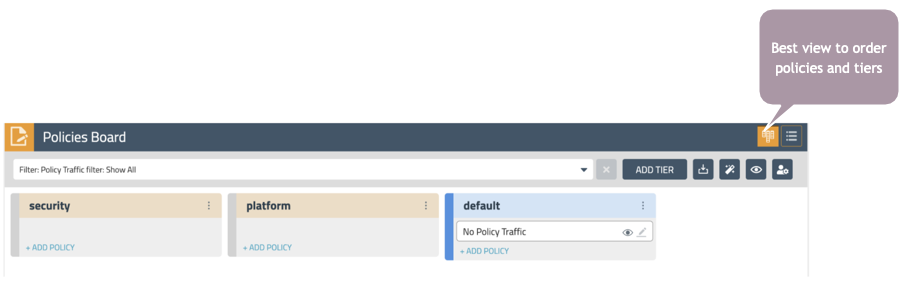 Best view to order
policies and tiers
Policies Board
Filter: Policy Traffic filter: Show All
ADD TIER
security
platform
default
No Policy Traffic
+ ADD POLICY
+ ADD POLICY
+ ADD POLICY